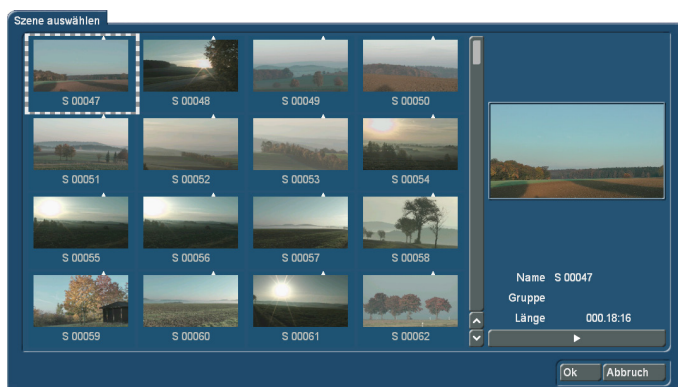 Szene auswählen
S 00047
S 00048
S 00049
S 00050
S 00051
S 00052
S 00053
S 00054
S 00055
S 00056
S 00057
S 00058
S 00059
S 00060
S 00061
S 00062
Name S 00047
Gruppe
Länge 000.18:16
Ok Abbruch